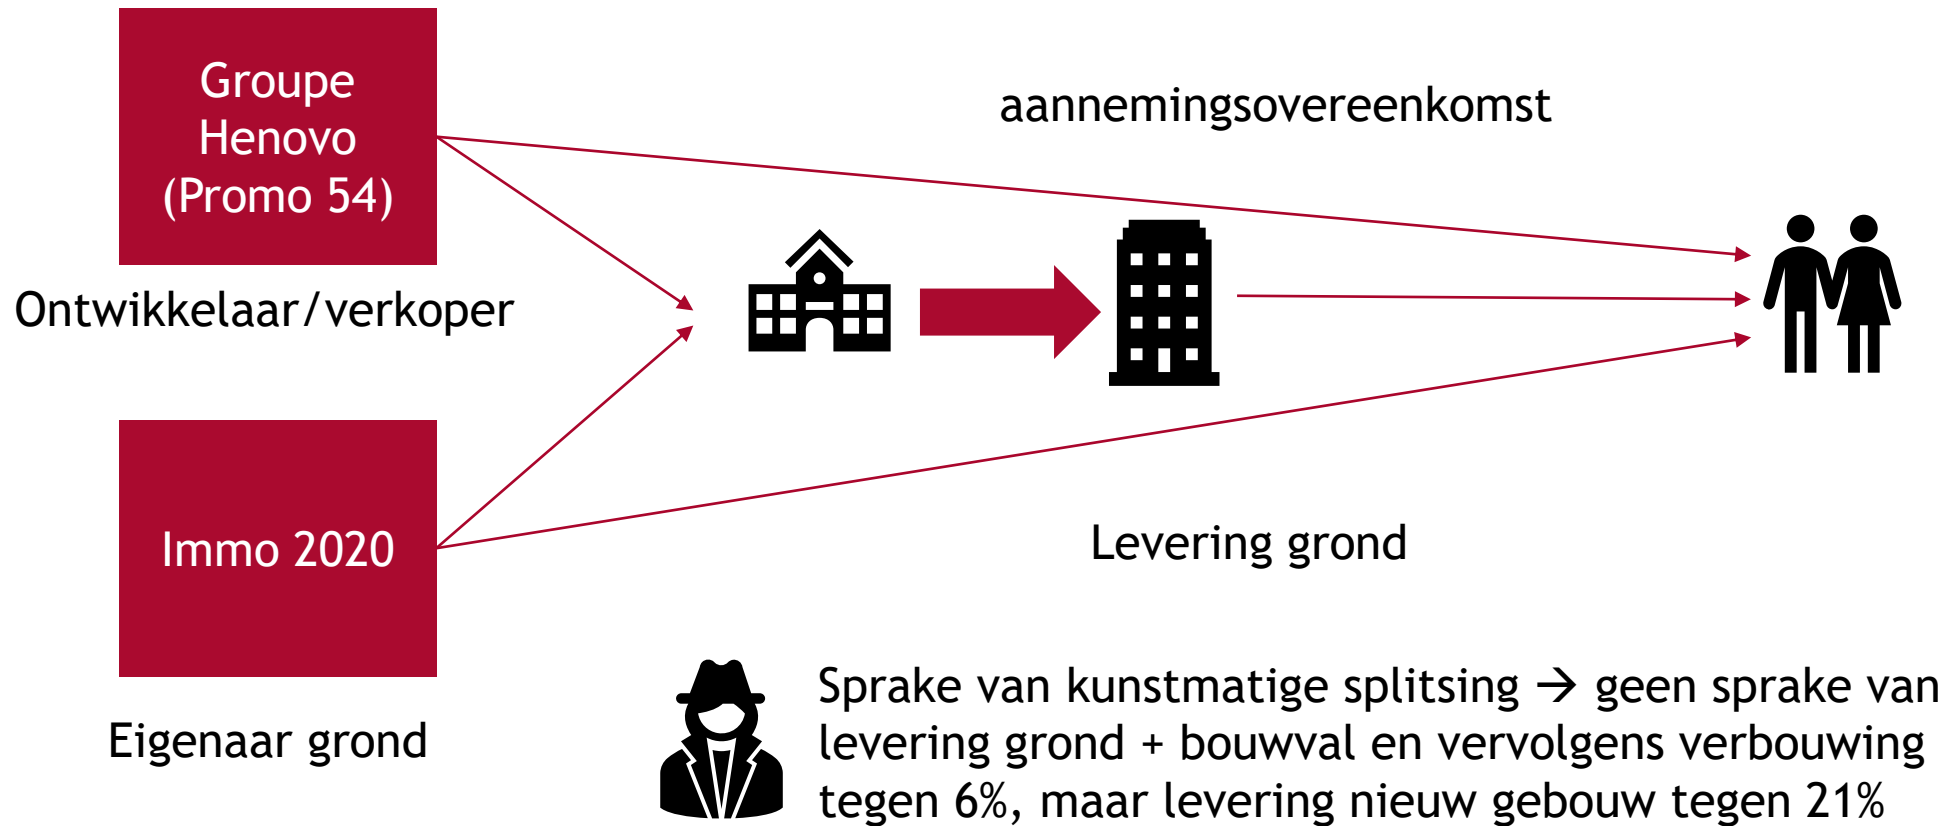 Groupe
Henovo
(Promo 54)
aannemingsovereenkomst
Ontwikkelaar/verkoper
Immo 2020
Levering grond
Eigenaar grond
Sprake van kunstmatige splitsing → geen sprake van
levering grond + bouwval en vervolgens verbouwing
tegen 6%, maar levering nieuw gebouw tegen 21%